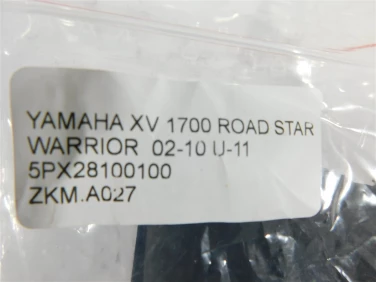 YAMAHA XV 1700 ROAD STAR
WARRIOR 02-10 U-11
5PX28100100
ZKM.A027